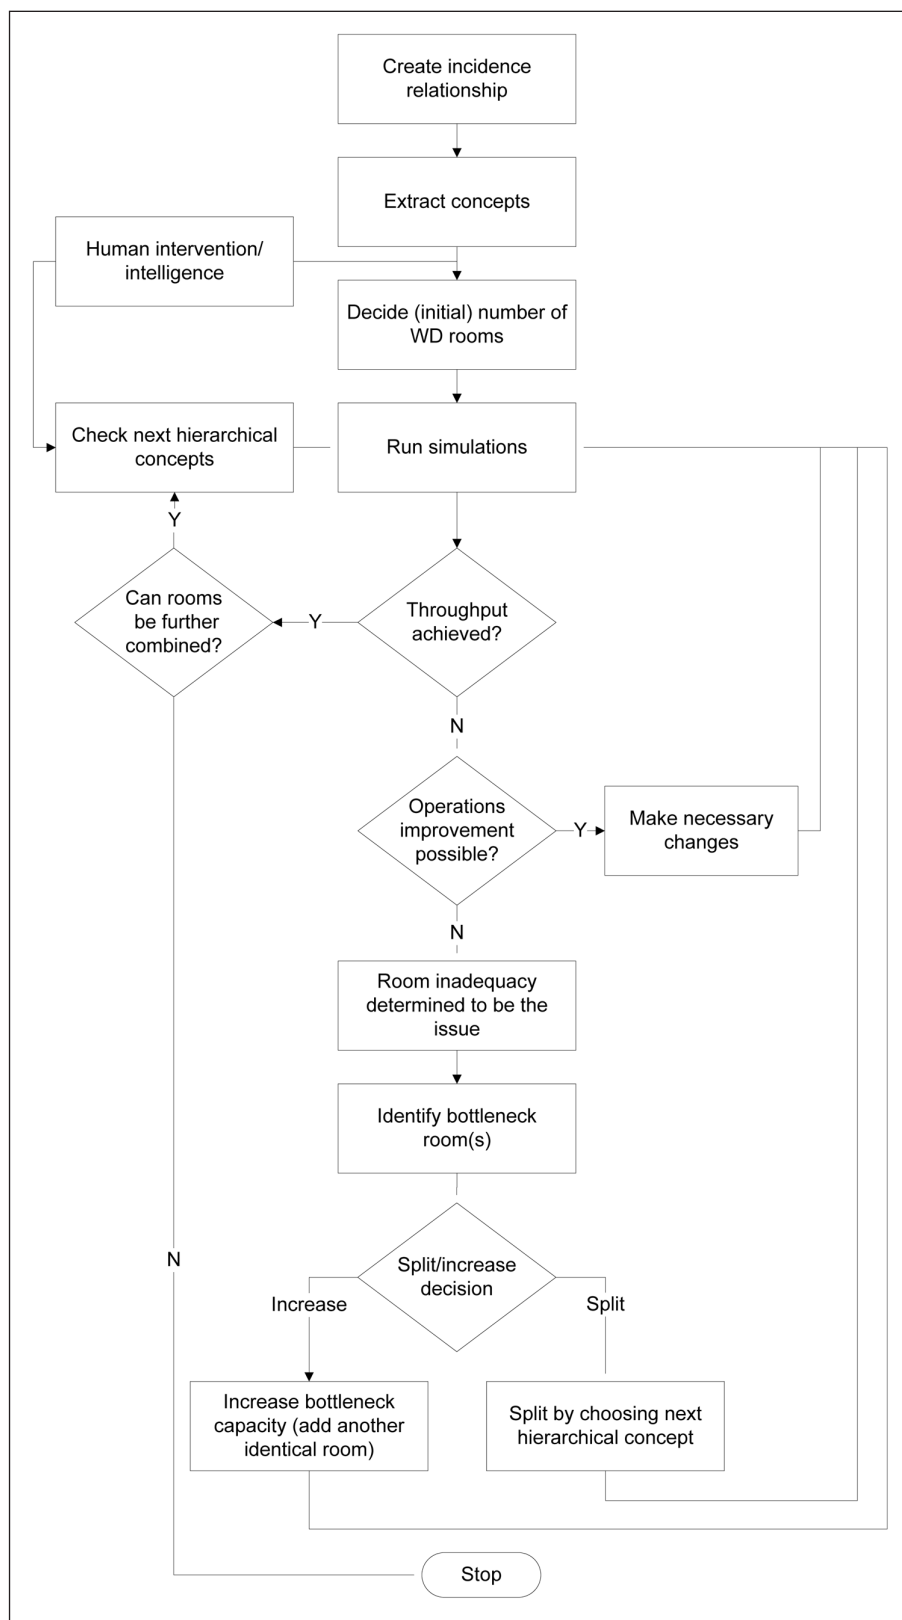 Create incidence
relationship
Extract concepts
Human intervention/
intelligence
Decide (initial) number of
WD rooms
Check next hierarchical
concepts
Run simulations
Y
Can rooms
be further
combined?
Y
Throughput
achieved?
N
Operations
improvement
possible?
Y
Make necessary
changes
N
Room inadequacy
determined to be the
issue
Identify bottleneck
room(s)
N
Split/increase
decision
Increase
Split
Increase bottleneck
capacity (add another
identical room)
Split by choosing next
hierarchical concept
Stop